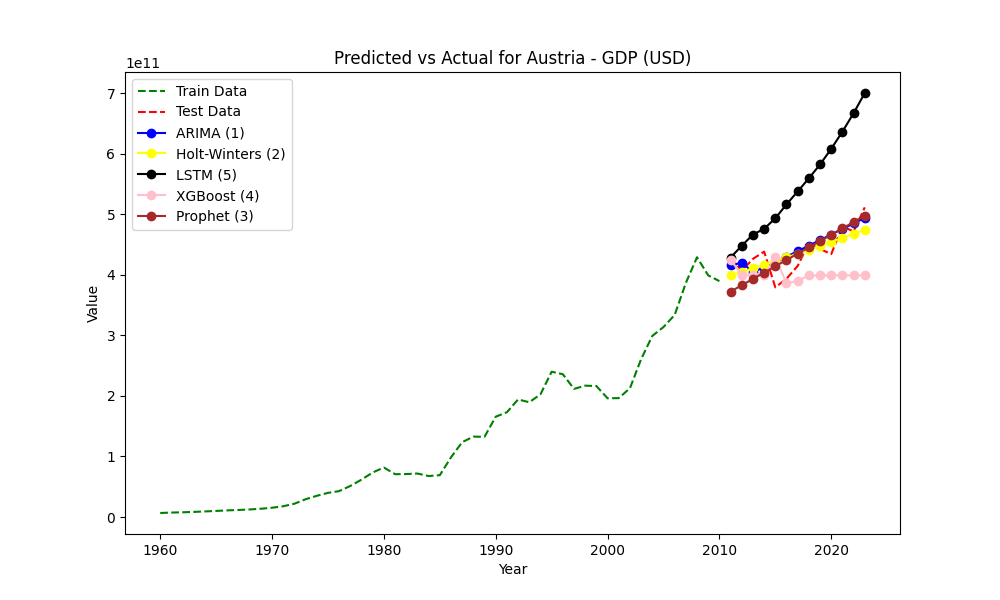 Predicted vs Actual for Austria - GDP (USD)
1e11
Train Data
Test Data
ARIMA (1)
Holt-Winters (2)
LSTM (5)
XGBoost (4)
Prophet (3)
7
6
5
4
3
2
1
0
Value
1960
1970
1980
1990
2000
2010
2020
Year